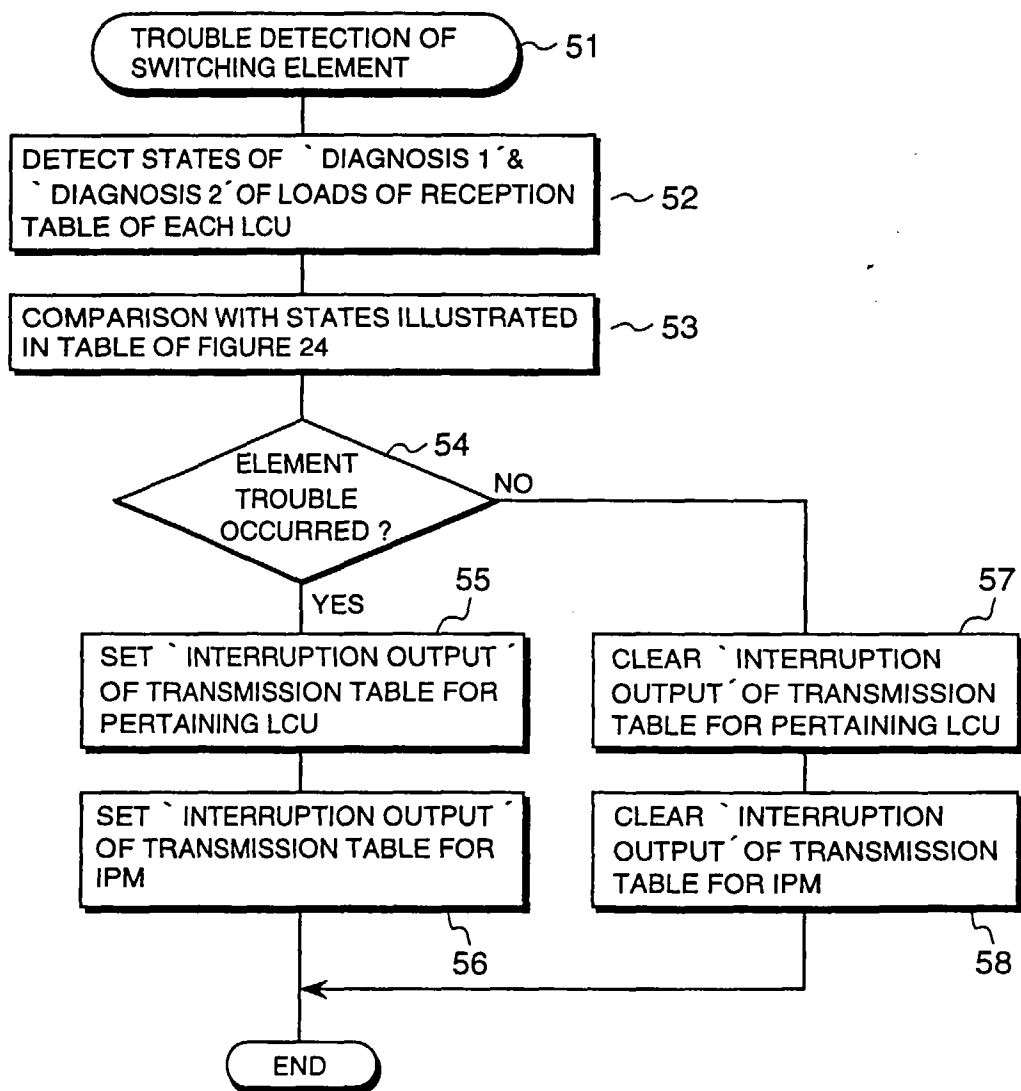 TROUBLE DETECTION OF
SWITCHING ELEMENT
51
DETECT STATES OF `DIAGNOSIS 1´ &
`DIAGNOSIS 2´ OF LOADS OF RECEPTION
TABLE OF EACH LCU
52
COMPARISON WITH STATES ILLUSTRATED
IN TABLE OF FIGURE 24
53
54
ELEMENT
TROUBLE
OCCURRED ?
NO
YES
55
SET `INTERRUPTION OUTPUT´
OF TRANSMISSION TABLE FOR
PERTAINING LCU
SET `INTERRUPTION OUTPUT´
OF TRANSMISSION TABLE FOR
IPM
56
57
CLEAR `INTERRUPTION
OUTPUT´ OF TRANSMISSION
TABLE FOR PERTAINING LCU
CLEAR `INTERRUPTION
OUTPUT´ OF TRANSMISSION
TABLE FOR IPM
58
END